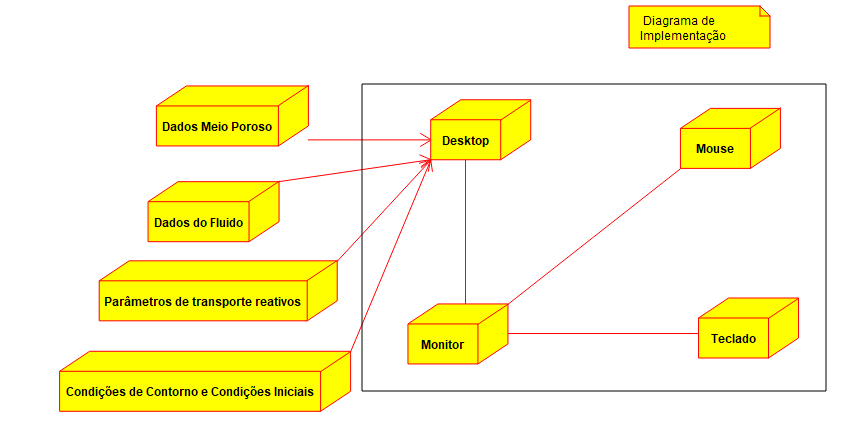 Diagrama de
Implementação
Dados Meio Poroso
Desktop
Mouse
Dados do Fluido
Parâmetros de transporte reativos
Monitor
Teclado
Condições de Contorno e Condições Iniciais